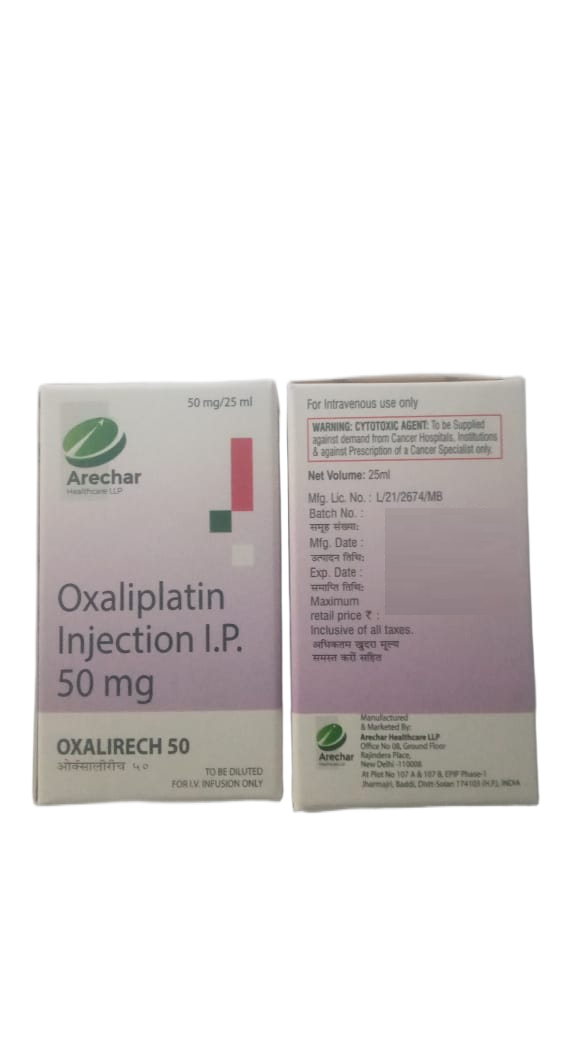 50 mg/25 ml
Arechar
Healthcare LLP
Oxaliplatin
Injection I.P.
50 mg
OXALIRECH 50
ओक्सालीरीच ५०
TO BE DILUTED
FOR I.V. INFUSION ONLY
For Intravenous use only
WARNING: CYTOTOXIC AGENT: To be Supplied
against demand from Cancer Hospitals, Institutions
& against Prescription of a Cancer Specialist only.
Net Volume: 25ml
Mfg. Lic. No. : L/21/2674/MB
Batch No. :
समूह संख्या:
Mfg. Date :
उत्पादन तिथि:
Exp. Date :
समाप्ति तिथि:
Maximum
retail price ₹ :
Inclusive of all taxes.
अधिकतम खुदरा मूल्य
समस्त करों सहित
Manufactured
& Marketed By:
Arechar Healthcare LLP
Office No 08, Ground Floor
Rajindera Place,
New Delhi -110008
At Plot No 107 A & 107 B, EPIP Phase-1
Jharmajri, Baddi, Distt-Solan 174103 (H.P.), INDIA
Arechar
Healthcare LLP